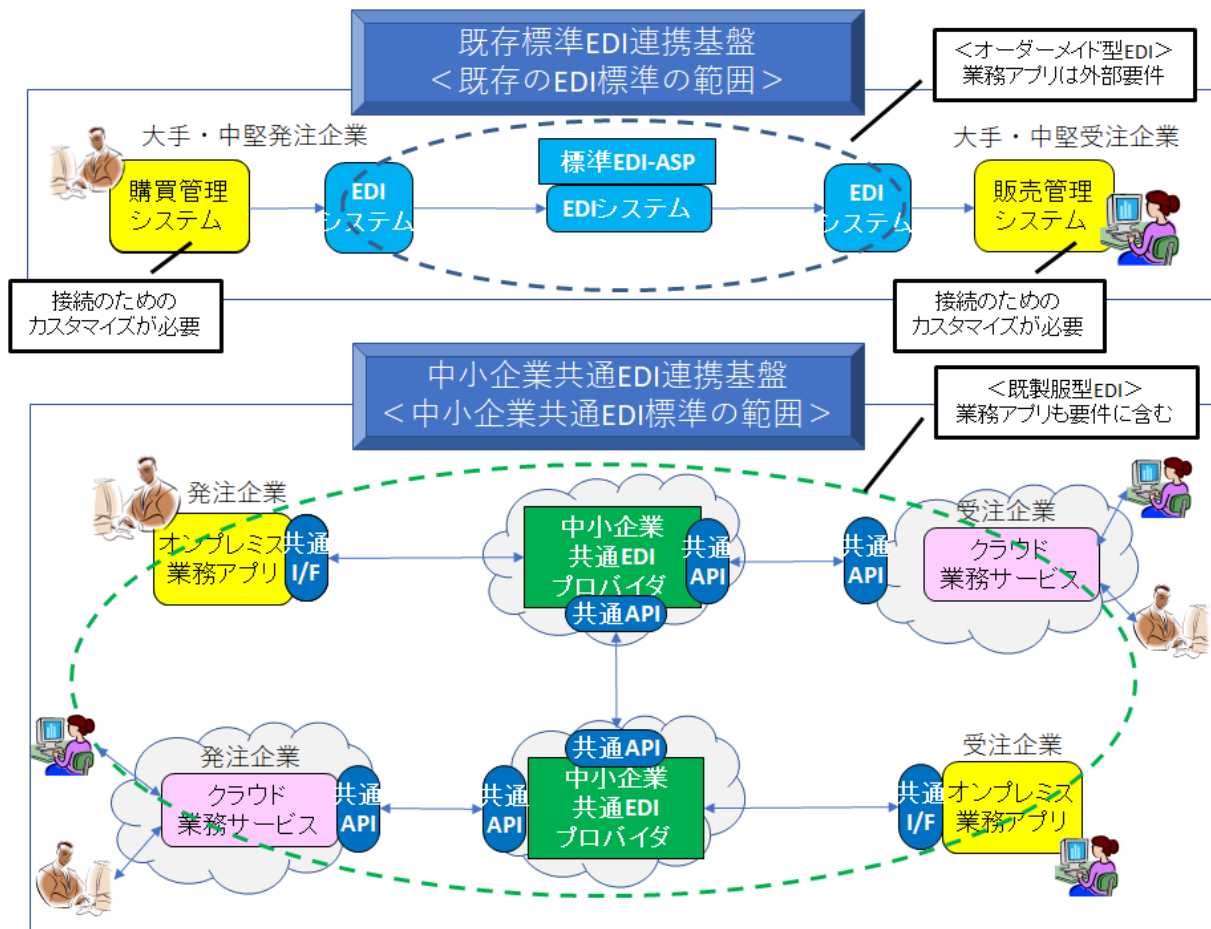 既存標準EDI連携基盤
＜既存のEDI標準の範囲＞
＜オーダーメイド型EDI＞
業務アプリは外部要件
大手・中堅発注企業
大手・中堅受注企業
購買管理
システム
EDI
システム
標準EDI-ASP
EDIシステム
EDI
システム
販売管理
システム
接続のための
カスタマイズが必要
接続のための
カスタマイズが必要
中小企業共通EDI連携基盤
＜中小企業共通EDI標準の範囲＞
＜既製服型EDI＞
業務アプリも要件に含む
発注企業
オンプレミス
業務アプリ
共通
I/F
中小企業
共通EDI
プロバイダ
共通
API
共通API
共通
API
受注企業
クラウド
業務サービス
発注企業
クラウド
業務サービス
共通
API
共通
API
共通API
中小企業
共通EDI
プロバイダ
受注企業
共通
I/F
オンプレミス
業務アプリ